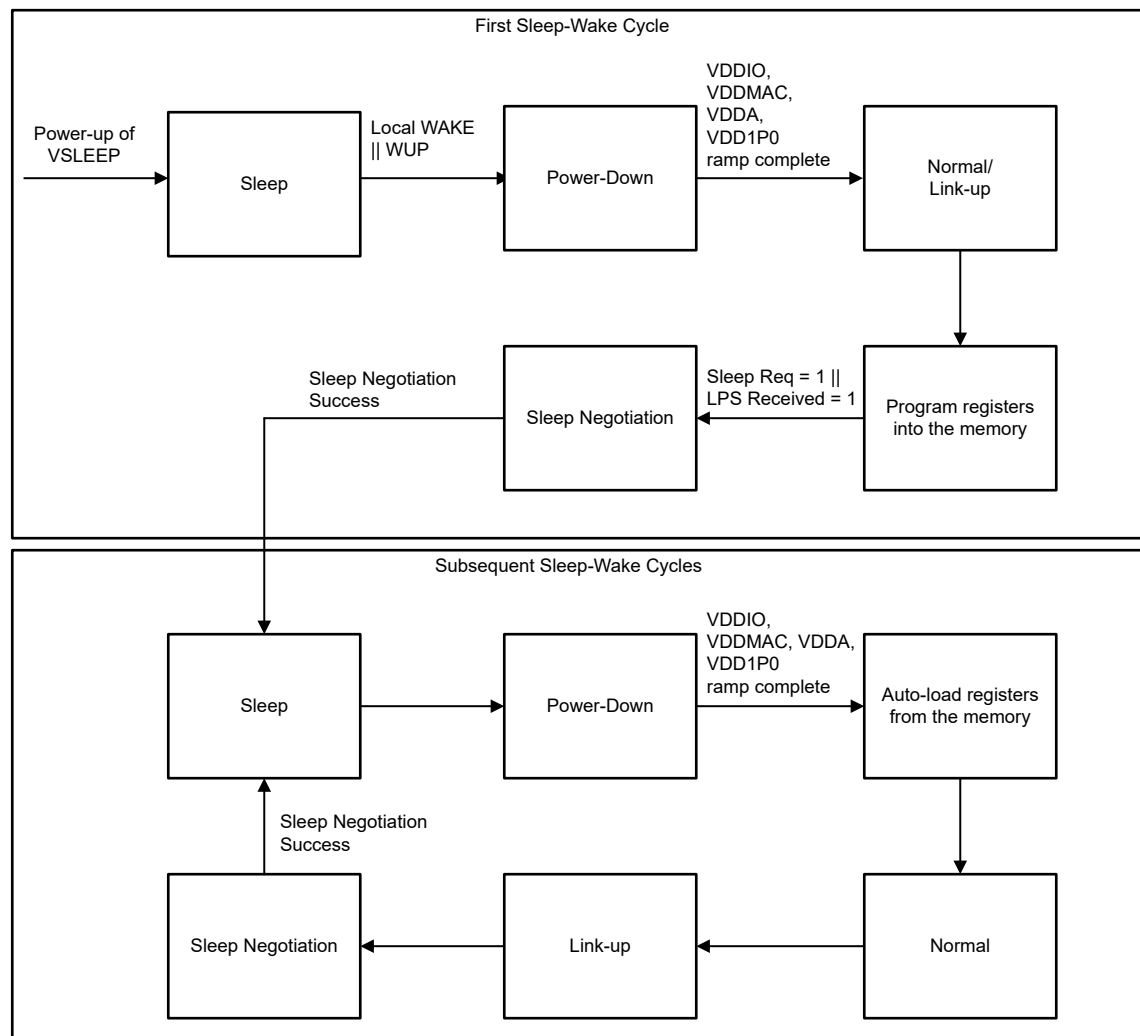 First Sleep-Wake Cycle
Power-up of
VSLEEP
Sleep
Local WAKE
|| WUP
Power-Down
VDDIO,
VDDMAC,
VDDA,
VDD1P0
ramp complete
Normal/
Link-up
Sleep Negotiation
Success
Sleep Negotiation
Sleep Req = 1 ||
LPS Received = 1
Program registers
into the memory
Subsequent Sleep-Wake Cycles
Sleep
Power-Down
VDDIO,
VDDMAC, VDDA,
VDD1P0
ramp complete
Auto-load registers
from the memory
Sleep Negotiation
Success
Sleep Negotiation
Link-up
Normal